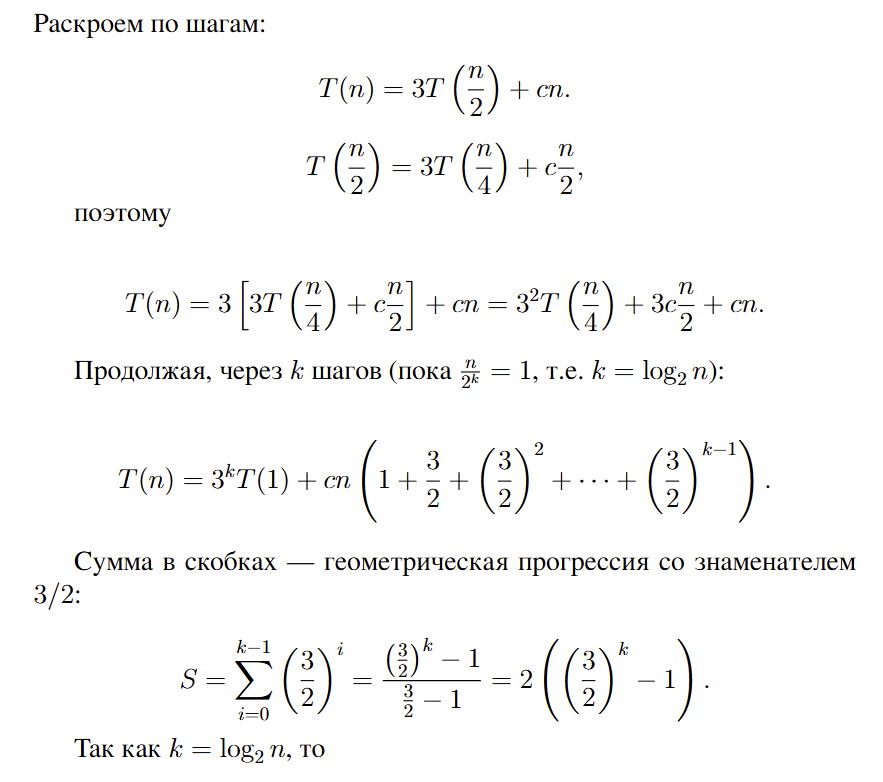 Раскроем по шагам:
$T(n) = 3T\left(\frac{n}{2}\right) + cn.$
$T\left(\frac{n}{2}\right) = 3T\left(\frac{n}{4}\right) + c\frac{n}{2},$
поэтому
$T(n) = 3\left[3T\left(\frac{n}{4}\right) + c\frac{n}{2}\right] + cn = 3^2T\left(\frac{n}{4}\right) + 3c\frac{n}{2} + cn.$
Продолжая, через $k$ шагов (пока $\frac{n}{2^k} = 1$, т.е. $k = \log_2 n$):
$T(n) = 3^kT(1) + cn\left(1 + \frac{3}{2} + \left(\frac{3}{2}\right)^2 + \cdots + \left(\frac{3}{2}\right)^{k-1}\right).$
Сумма в скобках — геометрическая прогрессия со знаменателем
3/2:
$S = \sum_{i=0}^{k-1}\left(\frac{3}{2}\right)^i = \frac{\left(\frac{3}{2}\right)^k - 1}{\frac{3}{2} - 1} = 2\left(\left(\frac{3}{2}\right)^k - 1\right).$
Так как $k = \log_2 n$, то